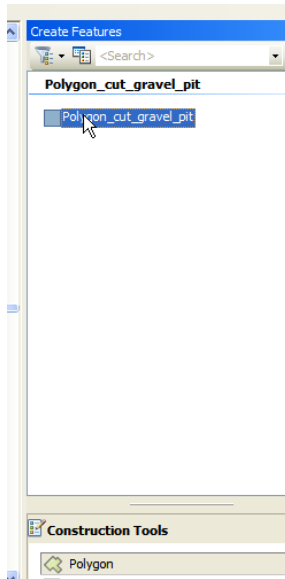 Create Features
<Search>
Polygon_cut_gravel_pit
Polygon_cut_gravel_pit
Construction Tools
Polygon